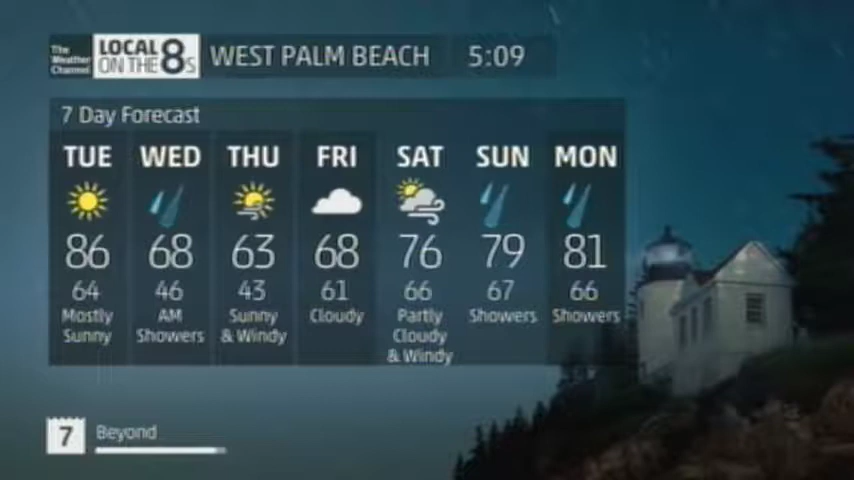 The Weather Channel LOCAL ON THE 8s WEST PALM BEACH 5:09
7 Day Forecast
TUE WED THU FRI SAT SUN MON
86 68 63 68 76 79 81
64 46 43 61 66 67 66
Mostly Sunny AM Showers Sunny & Windy Cloudy Partly Cloudy & Windy Showers Showers
7 Beyond